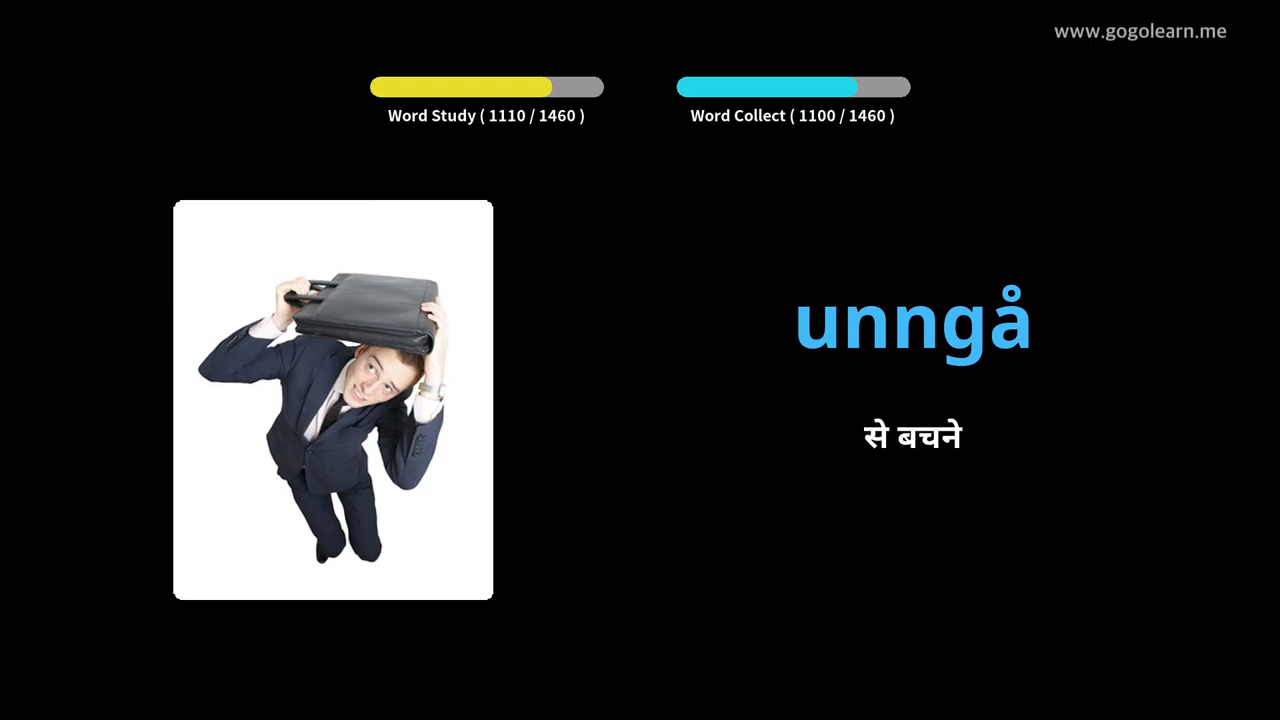 www.gogolearn.me
Word Study ( 1110 / 1460 )
Word Collect ( 1100 / 1460 )
unngå
से बचने